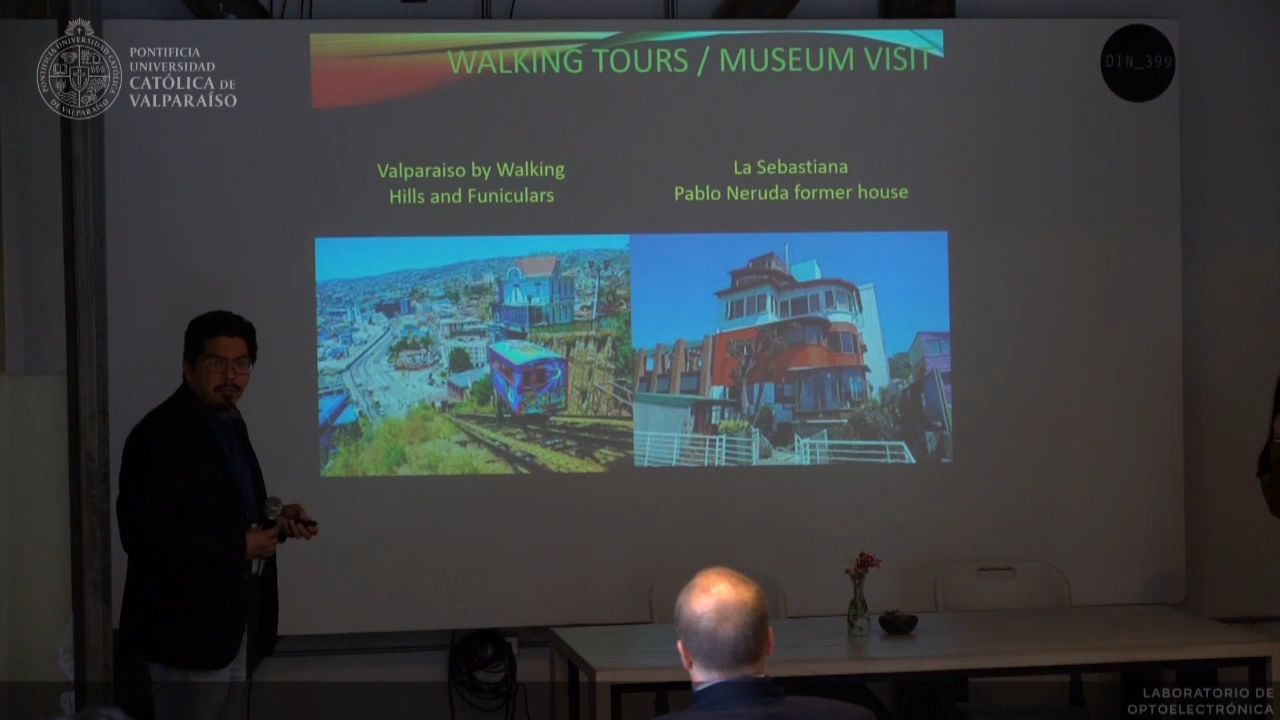 PONTIFICIA
UNIVERSIDAD
CATÓLICA DE
VALPARAÍSO
WALKING TOURS / MUSEUM VISIT
DIN_399
Valparaiso by Walking
Hills and Funiculars
La Sebastiana
Pablo Neruda former house
LABORATORIO DE
OPTOELECTRÓNICA